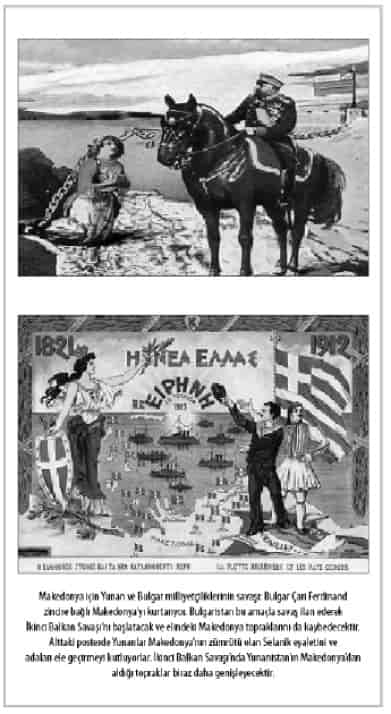 1821 1912
Η ΝΕΑ ΕΛΛΑΣ
ΕΙΡΗΝΗ
1913
Makedonya için Yunan ve Bulgar milliyetçiliklerinin savaşı: Bulgar Çarı Ferdinand
zincire bağlı Makedonya'yı kurtarıyor. Bulgaristan bu amaçla savaş ilan ederek
İkinci Balkan Savaşı'nı başlatacak ve elindeki Makedonya topraklarını da kaybedecektir.
Alttaki posterde Yunanlar Makedonya'nın zümrütü olan Selanik eyaletini ve
adaları ele geçirmeyi kutluyorlar. İkinci Balkan Savaşı'nda Yunanistan'ın Makedonya'dan
aldığı topraklar biraz daha genişleyecektir.